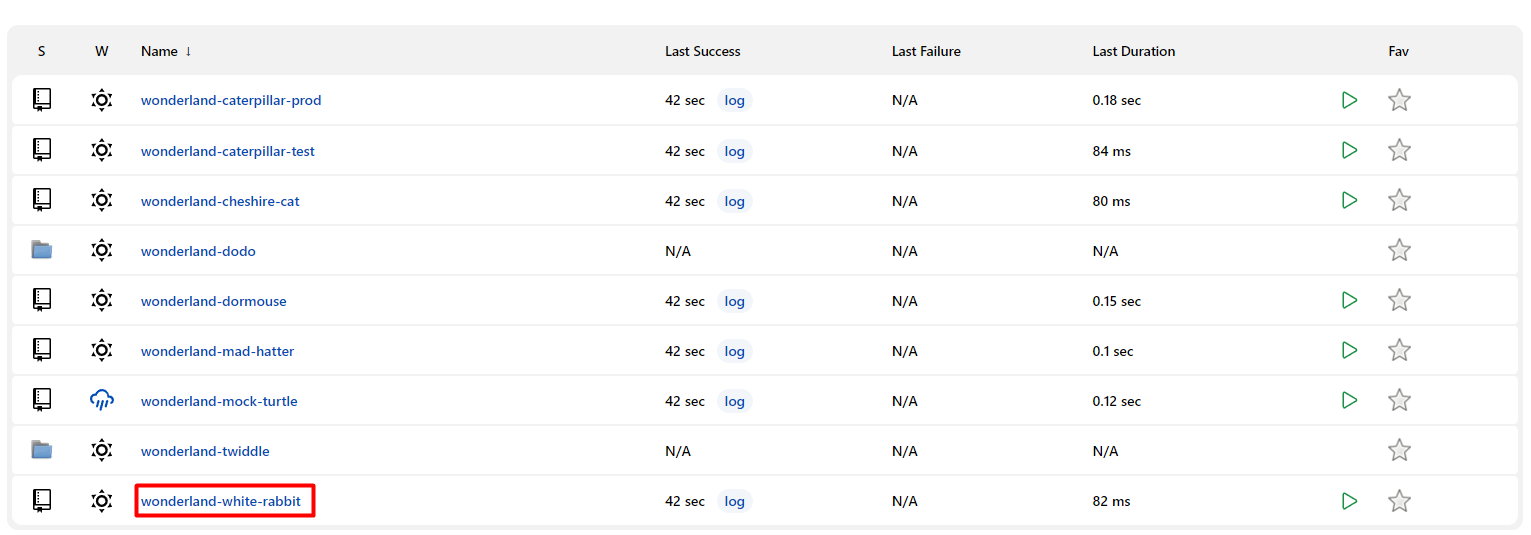 S W Name ↓ Last Success Last Failure Last Duration Fav
wonderland-caterpillar-prod 42 sec log N/A 0.18 sec
wonderland-caterpillar-test 42 sec log N/A 84 ms
wonderland-cheshire-cat 42 sec log N/A 80 ms
wonderland-dodo N/A N/A N/A
wonderland-dormouse 42 sec log N/A 0.15 sec
wonderland-mad-hatter 42 sec log N/A 0.1 sec
wonderland-mock-turtle 42 sec log N/A 0.12 sec
wonderland-twiddle N/A N/A N/A
wonderland-white-rabbit 42 sec log N/A 82 ms